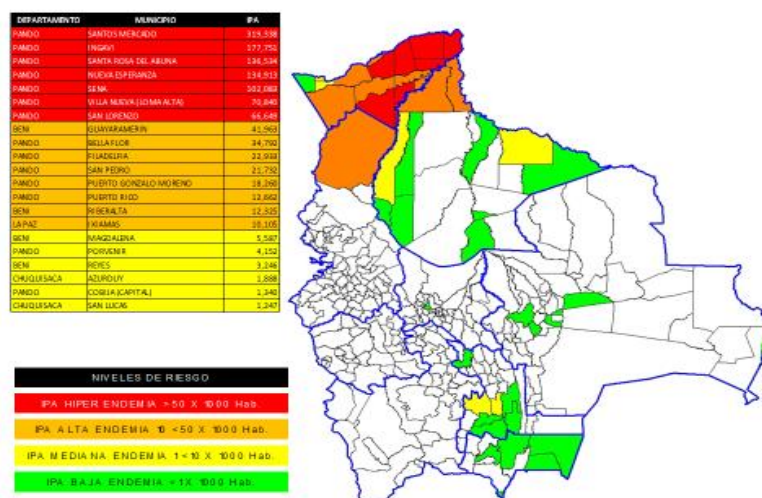 DEPARTAMENTO MUNICIPIO IPA
PANDO SANTOS MERCADO 319,338
PANDO INGAVI 177,751
PANDO SANTA ROSA DEL ABUNA 136,534
PANDO NUEVA ESPERANZA 134,913
PANDO SENA 102,083
PANDO VILLA NUEVA (LOMA ALTA) 70,840
PANDO SAN LORENZO 66,649
BENI GUAYARAMERIN 41,963
PANDO BELLA FLOR 34,792
PANDO FILADELFIA 22,933
PANDO SAN PEDRO 21,732
PANDO PUERTO GONZALO MORENO 18,260
PANDO PUERTO RICO 12,662
BENI RIBERALTA 12,325
LA PAZ IXIAMAS 10,105
BENI MAGDALENA 5,587
PANDO PORVENIR 4,152
BENI REYES 3,246
CHUQUISACA AZURDUY 1,888
PANDO COBIJA (CAPITAL) 1,340
CHUQUISACA SAN LUCAS 1,247
NIVELES DE RIESGO
IPA HIPER ENDEMIA >50 X 1000 Hab.
IPA ALTA ENDEMIA 10 <50 X 1000 Hab.
IPA MEDIANA ENDEMIA 1<10 X 1000 Hab.
IPA BAJA ENDEMIA <1X 1000 Hab.